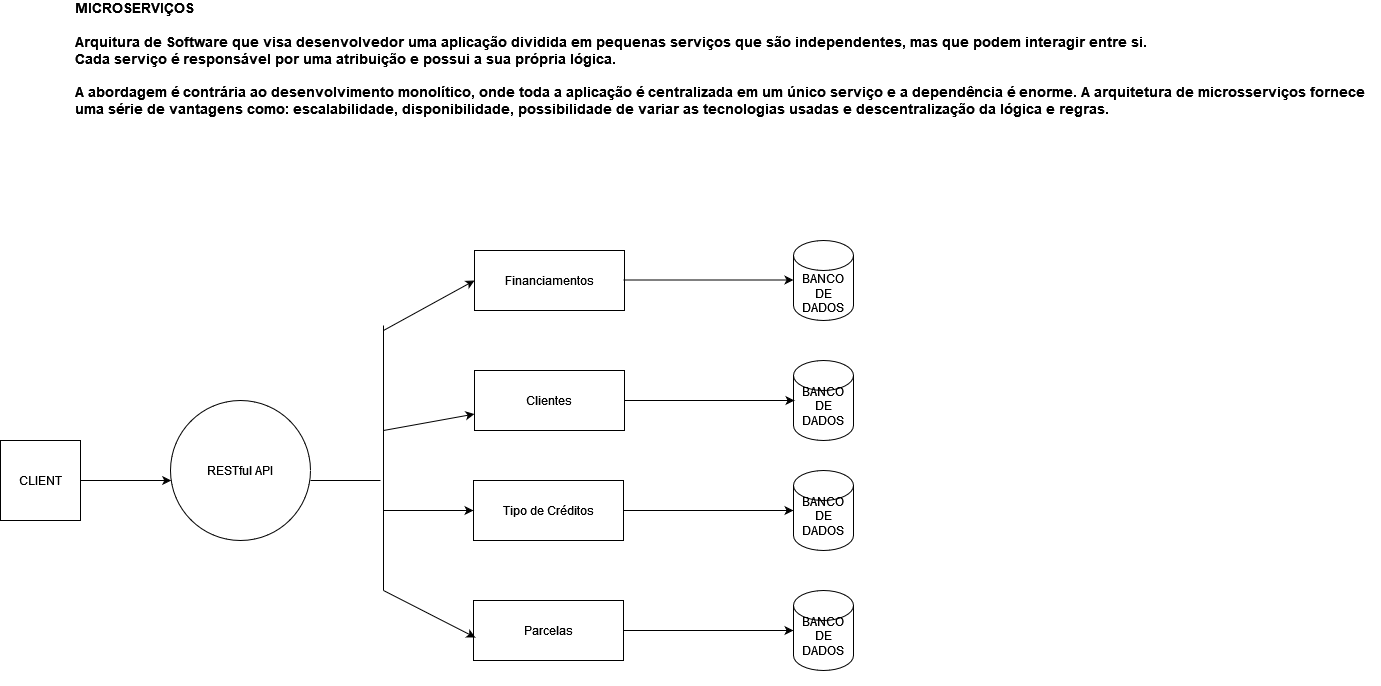 MICROSERVIÇOS
Arquitura de Software que visa desenvolvedor uma aplicação dividida em pequenas serviços que são independentes, mas que podem interagir entre si.
Cada serviço é responsável por uma atribuição e possui a sua própria lógica.
A abordagem é contrária ao desenvolvimento monolítico, onde toda a aplicação é centralizada em um único serviço e a dependência é enorme. A arquitetura de microsserviços fornece
uma série de vantagens como: escalabilidade, disponibilidade, possibilidade de variar as tecnologias usadas e descentralização da lógica e regras.
Financiamentos
BANCO
DE
DADOS
Clientes
BANCO
DE
DADOS
CLIENT
RESTful API
Tipo de Créditos
BANCO
DE
DADOS
Parcelas
BANCO
DE
DADOS